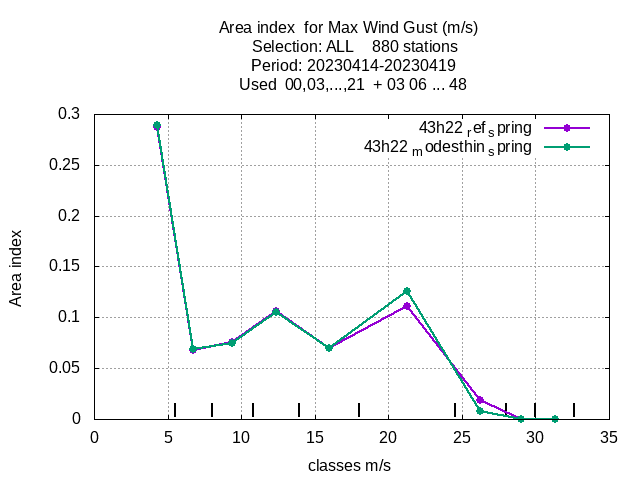 Area index  for Max Wind Gust (m/s)
Selection: ALL    880 stations
Period: 20230414-20230419
Used  00,03,...,21  + 03 06 ... 48
43h22 ref spring
43h22 modesthin spring
0.3
0.25
0.2
0.15
0.1
0.05
0
Area index
0 5 10 15 20 25 30 35
classes m/s